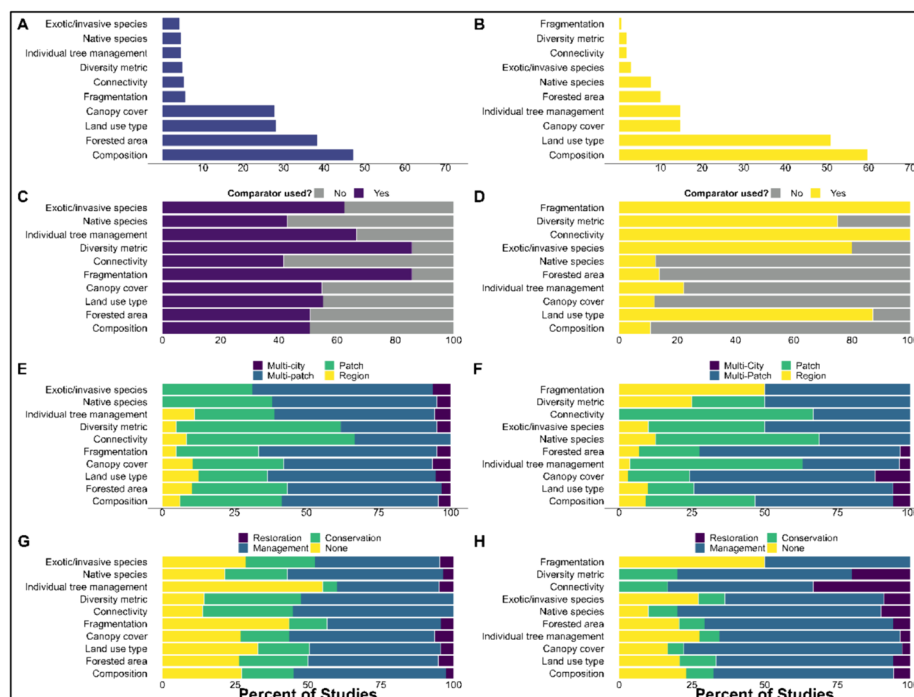 A
Exotic/invasive species
Native species
Individual tree management
Diversity metric
Connectivity
Fragmentation
Canopy cover
Land use type
Forested area
Composition
10 20 30 40 50 60 70
B
Fragmentation
Diversity metric
Connectivity
Exotic/invasive species
Native species
Forested area
Individual tree management
Canopy cover
Land use type
Composition
10 20 30 40 50 60 70
C
Comparator used? No Yes
Exotic/invasive species
Native species
Individual tree management
Diversity metric
Connectivity
Fragmentation
Canopy cover
Land use type
Forested area
Composition
0 20 40 60 80 100
D
Comparator used? No Yes
Fragmentation
Diversity metric
Connectivity
Exotic/invasive species
Native species
Forested area
Individual tree management
Canopy cover
Land use type
Composition
0 20 40 60 80 100
E
Multi-city Patch
Multi-patch Region
Exotic/invasive species
Native species
Individual tree management
Diversity metric
Connectivity
Fragmentation
Canopy cover
Land use type
Forested area
Composition
0 25 50 75 100
F
Multi-City Patch
Multi-Patch Region
Fragmentation
Diversity metric
Connectivity
Exotic/invasive species
Native species
Forested area
Individual tree management
Canopy cover
Land use type
Composition
0 25 50 75 100
G
Restoration Conservation
Management None
Exotic/invasive species
Native species
Individual tree management
Diversity metric
Connectivity
Fragmentation
Canopy cover
Land use type
Forested area
Composition
0 25 50 75 100
Percent of Studies
H
Restoration Conservation
Management None
Fragmentation
Diversity metric
Connectivity
Exotic/invasive species
Native species
Forested area
Individual tree management
Canopy cover
Land use type
Composition
0 25 50 75 100
Percent of Studies